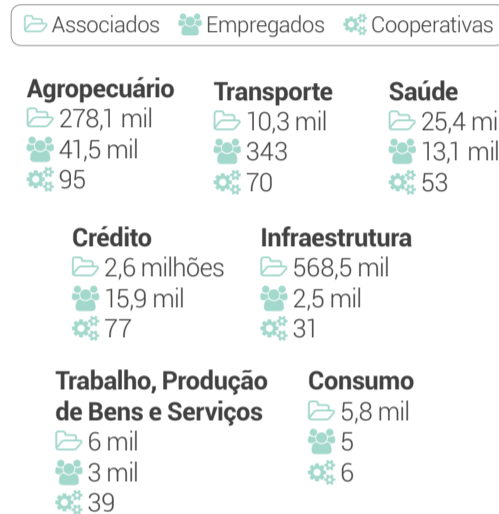 Associados Empregados Cooperativas
Agropecuário
278,1 mil
41,5 mil
95
Transporte
10,3 mil
343
70
Saúde
25,4 mi
13,1 mil
53
Crédito
2,6 milhões
15,9 mil
77
Infraestrutura
568,5 mil
2,5 mil
31
Trabalho, Produção
de Bens e Serviços
6 mil
3 mil
39
Consumo
5,8 mil
5
6